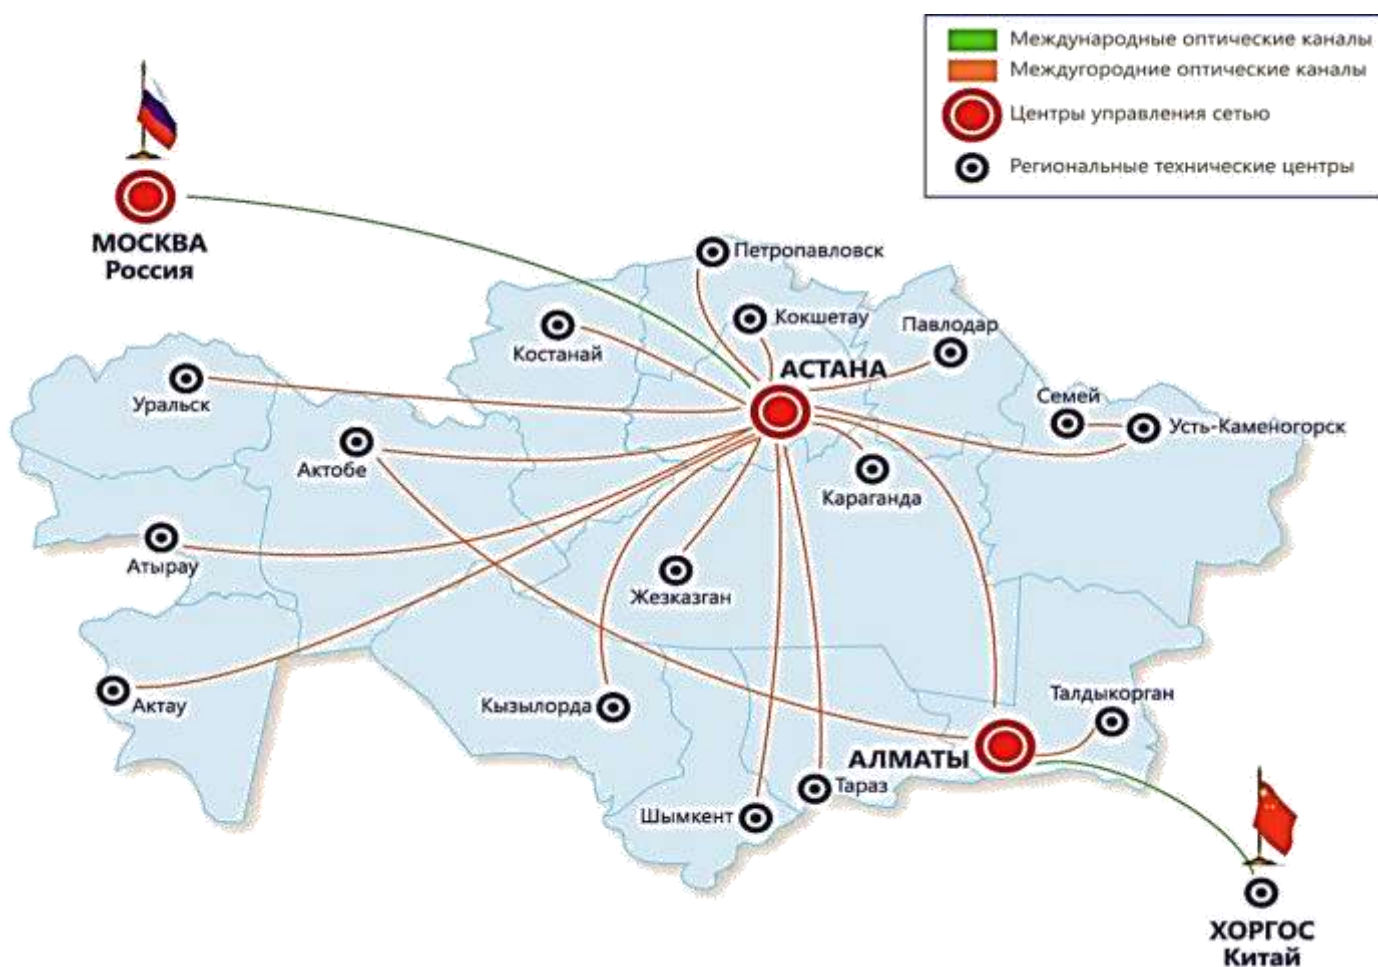 Международные оптические каналы
Междугородние оптические каналы
Центры управления сетью
Региональные технические центры
МОСКВА
Россия
Петропавловск
Кокшетау
Павлодар
Костанай
АСТАНА
Уральск
Семей
Усть-Каменогорск
Актобе
Караганда
Атырау
Жезказган
Талдыкорган
Актау
Кызылорда
АЛМАТЫ
Тараз
Шымкент
ХОРГОС
Китай